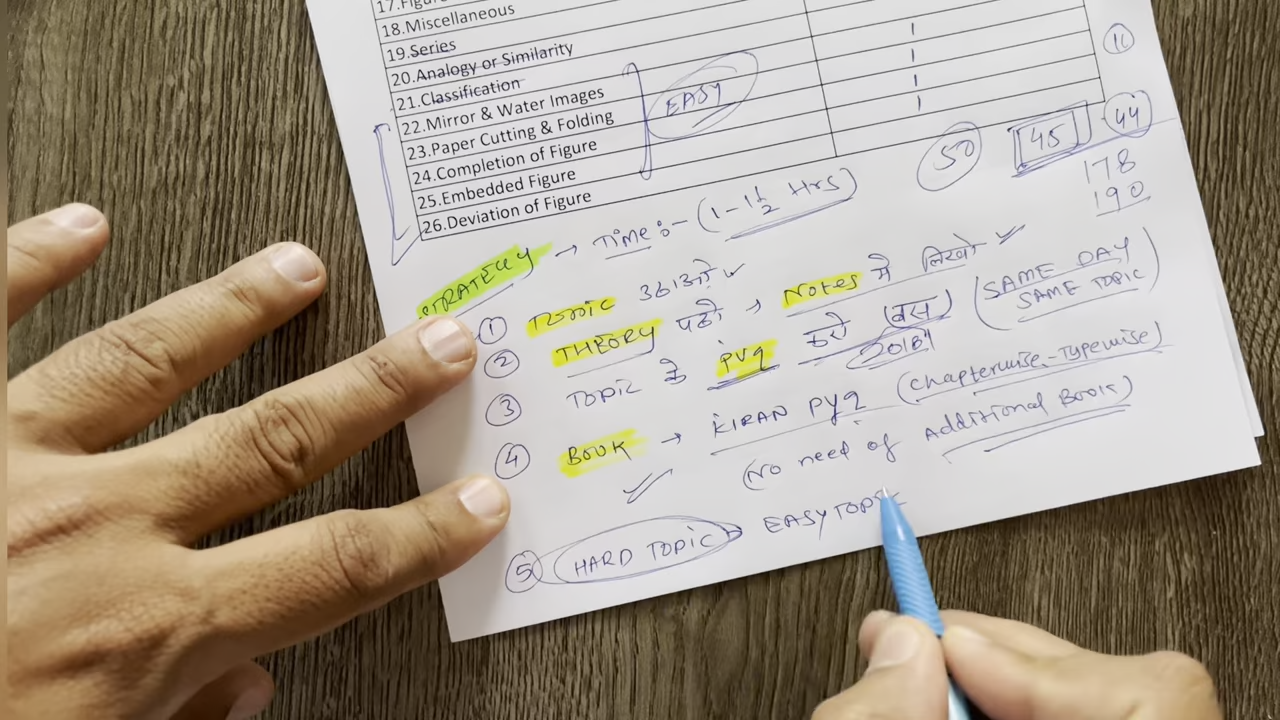 17.Figure
18.Miscellaneous
19.Series
20.Analogy or Similarity
21.Classification
22.Mirror & Water Images
23.Paper Cutting & Folding
24.Completion of Figure
25.Embedded Figure
26.Deviation of Figure
EASY
50 45 44
178
190
STRATEGY → Time :- (1-1½ Hrs)
① TOPIC उठाओ ✓
② THEORY पढो → Notes मे लिखो ✓
③ TOPIC के PYQ करो (बस) (SAME DAY
SAME TOPIC)
2018
④ BOOK → KIRAN PYQ (Chapterwise-Typewise)
(No need of Additional Book)
⑤ HARD TOPIC → EASY TOPIC